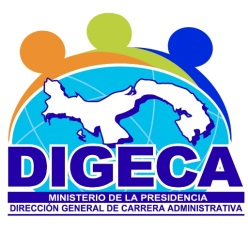 DIGECA
MINISTERIO DE LA PRESIDENCIA
DIRECCIÓN GENERAL DE CARRERA ADMINISTRATIVA